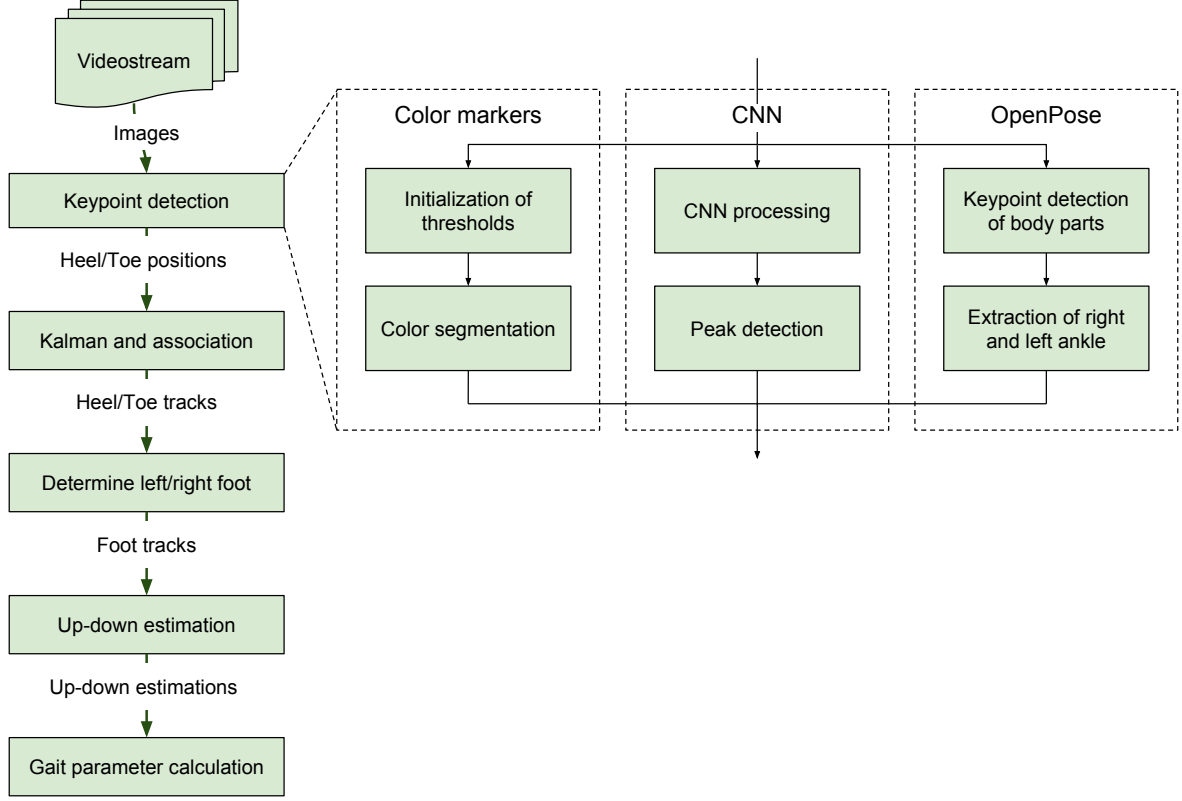 Videostream
Images
Keypoint detection
Heel/Toe positions
Kalman and association
Heel/Toe tracks
Determine left/right foot
Foot tracks
Up-down estimation
Up-down estimations
Gait parameter calculation
Color markers
Initialization of
thresholds
Color segmentation
CNN
CNN processing
Peak detection
OpenPose
Keypoint detection
of body parts
Extraction of right
and left ankle